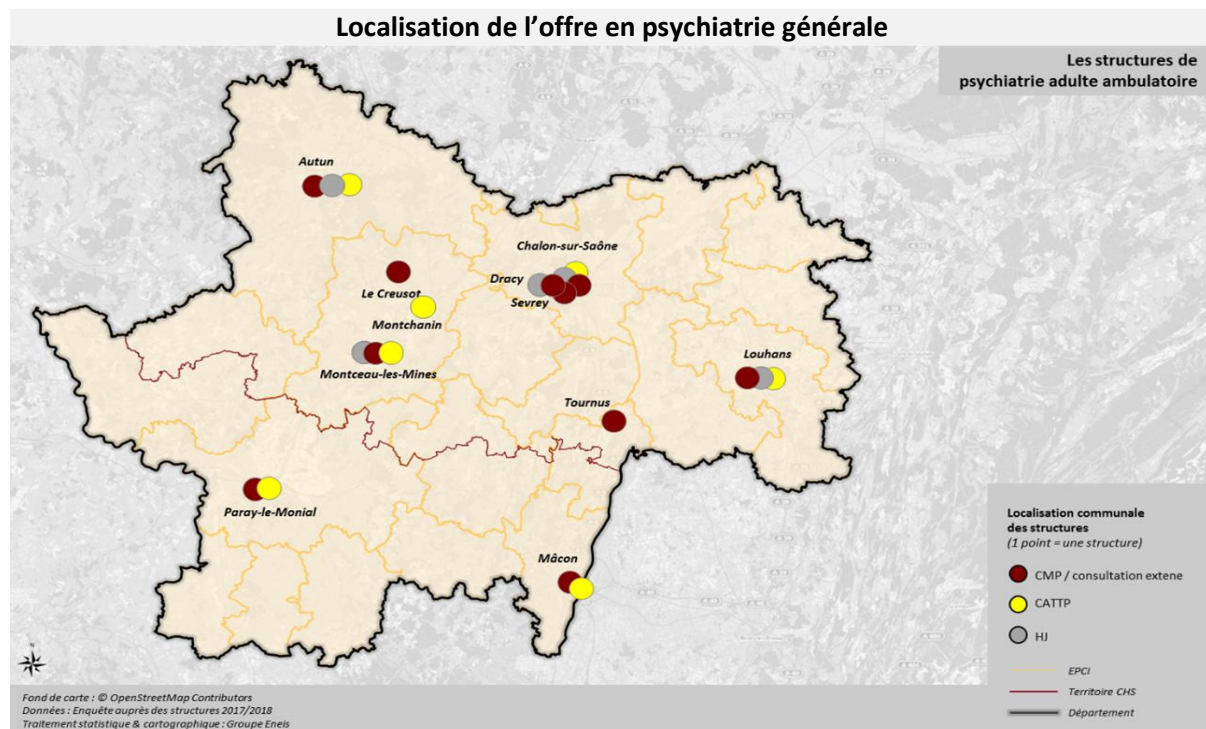 Localisation de l’offre en psychiatrie générale
Les structures de
psychiatrie adulte ambulatoire
Autun
Chalon-sur-Saône
Dracy
Sevrey
Le Creusot
Montchanin
Montceau-les-Mines
Louhans
Tournus
Paray-le-Monial
Mâcon
Localisation communale
des structures
(1 point = une structure)
CMP / consultation extene
CATTP
HJ
EPCI
Territoire CHS
Département
N
Fond de carte : © OpenStreetMap Contributors
Données : Enquête auprès des structures 2017/2018
Traitement statistique & cartographique : Groupe Eneis